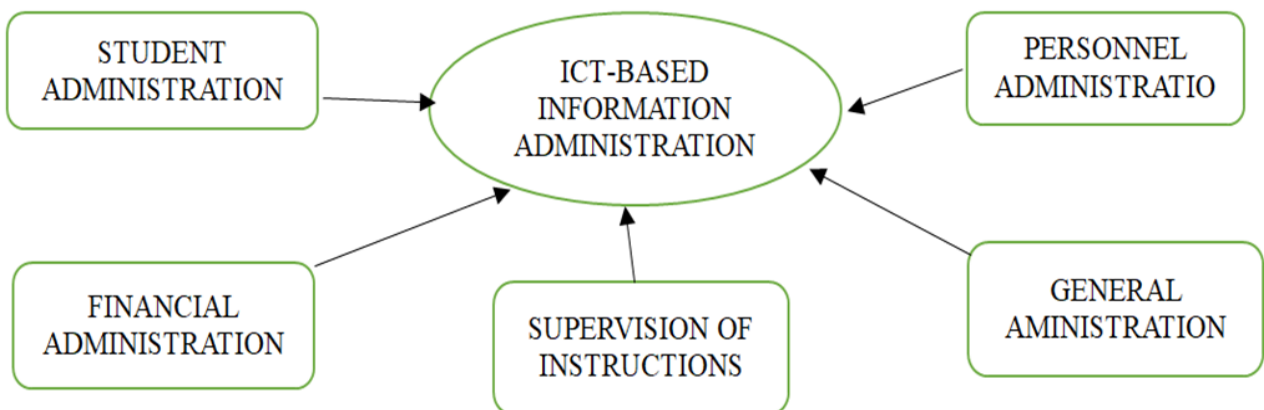 STUDENT
ADMINISTRATION
ICT-BASED
INFORMATION
ADMINISTRATION
PERSONNEL
ADMINISTRATIO
FINANCIAL
ADMINISTRATION
SUPERVISION OF
INSTRUCTIONS
GENERAL
AMINISTRATION